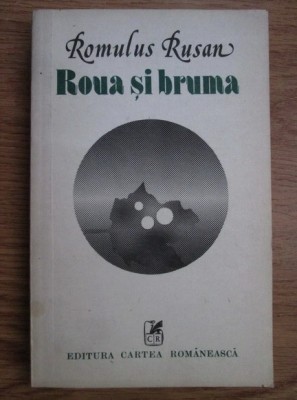 Romulus Rusan
Roua și bruma
CR
EDITURA CARTEA ROMÂNEASCĂ